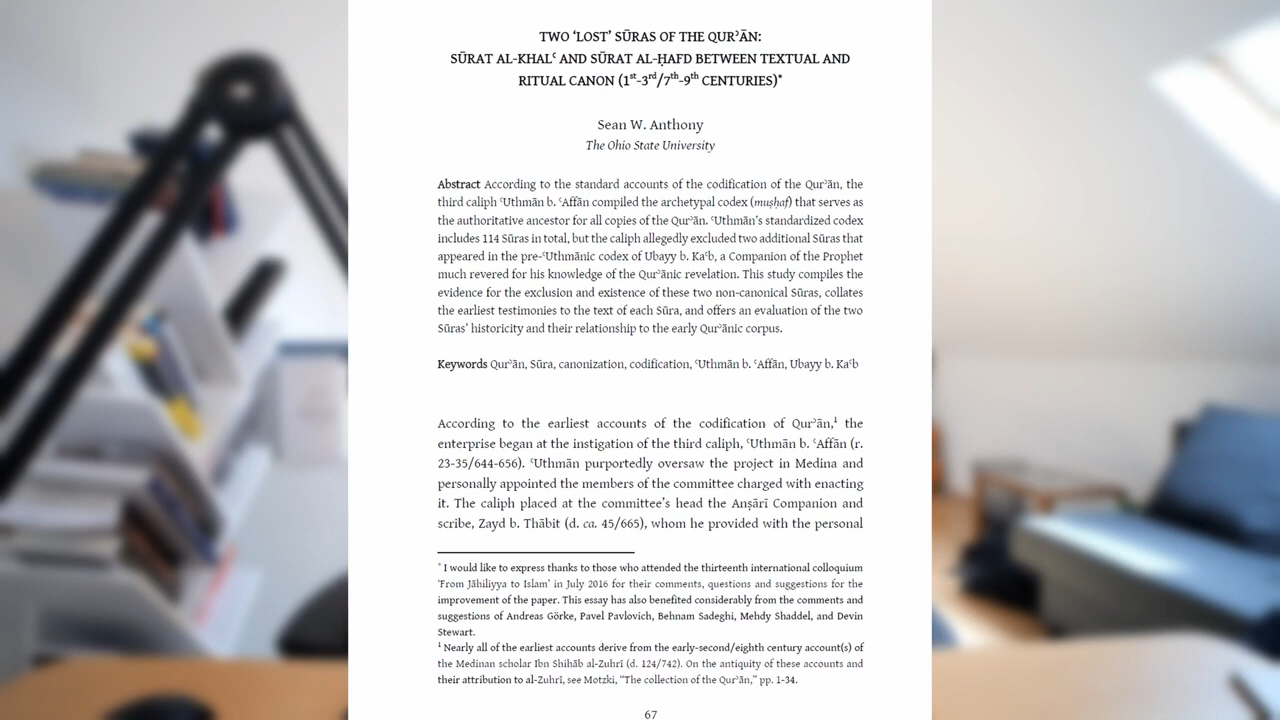 TWO ‘LOST’ SŪRAS OF THE QURʾĀN:
SŪRAT AL-KHALʿ AND SŪRAT AL-ḤAFD BETWEEN TEXTUAL AND
RITUAL CANON (1st-3rd/7th-9th CENTURIES)*
Sean W. Anthony
The Ohio State University
Abstract According to the standard accounts of the codification of the Qurʾān, the
third caliph ʿUthmān b. ʿAffān compiled the archetypal codex (muṣḥaf) that serves as
the authoritative ancestor for all copies of the Qurʾān. ʿUthmān’s standardized codex
includes 114 Sūras in total, but the caliph allegedly excluded two additional Sūras that
appeared in the pre-ʿUthmānic codex of Ubayy b. Kaʿb, a Companion of the Prophet
much revered for his knowledge of the Qurʾānic revelation. This study compiles the
evidence for the exclusion and existence of these two non-canonical Sūras, collates
the earliest testimonies to the text of each Sūra, and offers an evaluation of the two
Sūras’ historicity and their relationship to the early Qurʾānic corpus.
Keywords Qurʾān, Sūra, canonization, codification, ʿUthmān b. ʿAffān, Ubayy b. Kaʿb
According to the earliest accounts of the codification of Qurʾān,1 the
enterprise began at the instigation of the third caliph, ʿUthmān b. ʿAffān (r.
23-35/644-656). ʿUthmān purportedly oversaw the project in Medina and
personally appointed the members of the committee charged with enacting
it. The caliph placed at the committee’s head the Anṣārī Companion and
scribe, Zayd b. Thābit (d. ca. 45/665), whom he provided with the personal
* I would like to express thanks to those who attended the thirteenth international colloquium
‘From Jāhiliyya to Islam’ in July 2016 for their comments, questions and suggestions for the
improvement of the paper. This essay has also benefited considerably from the comments and
suggestions of Andreas Görke, Pavel Pavlovich, Behnam Sadeghi, Mehdy Shaddel, and Devin
Stewart.
1 Nearly all of the earliest accounts derive from the early-second/eighth century account(s) of
the Medinan scholar Ibn Shihāb al-Zuhrī (d. 124/742). On the antiquity of these accounts and
their attribution to al-Zuhrī, see Motzki, “The collection of the Qurʾān,” pp. 1-34.
67